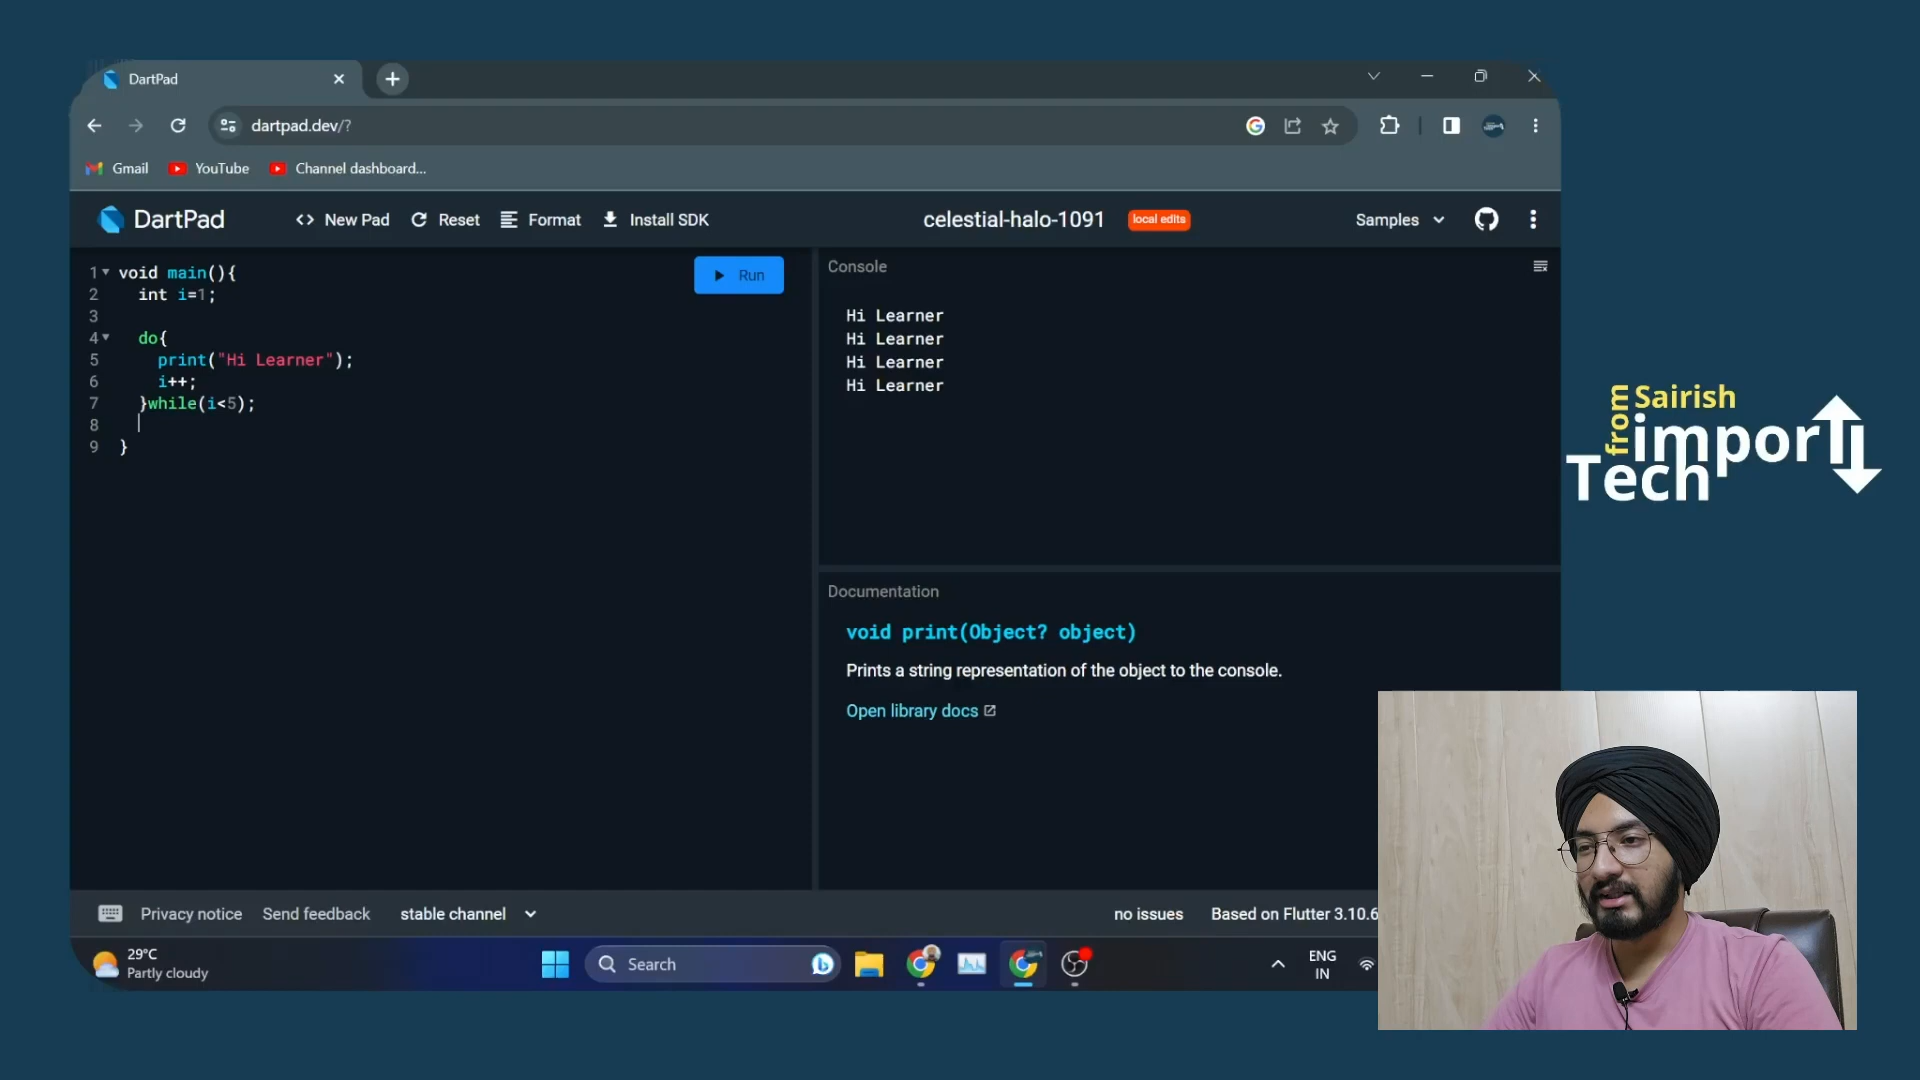 DartPad
dartpad.dev/?
Gmail YouTube Channel dashboard...
DartPad
New Pad Reset Format Install SDK celestial-halo-1091 local edits Samples
1 void main(){
2 int i=1;
3
4 do{
5 print("Hi Learner");
6 i++;
7 }while(i<5);
8
9 }
Run
Console
Hi Learner
Hi Learner
Hi Learner
Hi Learner
Documentation
void print(Object? object)
Prints a string representation of the object to the console.
Open library docs
from Sairish
import
Tech
Privacy notice Send feedback stable channel no issues Based on Flutter 3.10.6
29°C
Partly cloudy
Search
ENG
IN